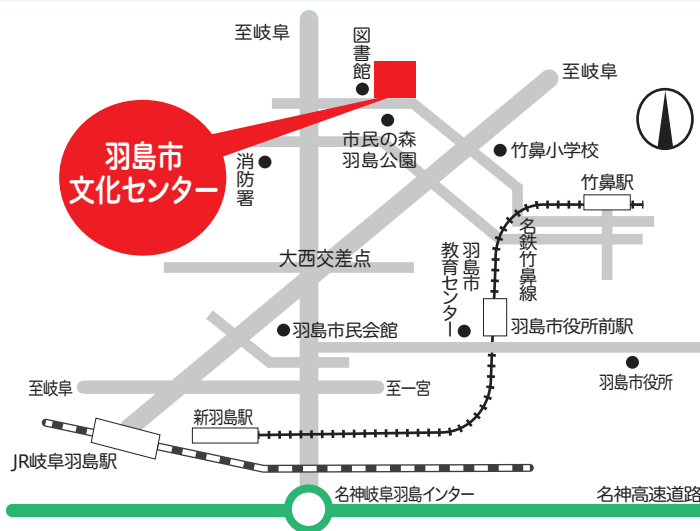 至岐阜
図書館
至岐阜
羽島市
文化センター
市民の森
羽島公園
消防署
竹鼻小学校
竹鼻駅
名鉄竹鼻線
大西交差点
羽島市
教育センター
羽島市民会館
羽島市役所前駅
羽島市役所
至岐阜
至一宮
新羽島駅
JR岐阜羽島駅
名神岐阜羽島インター
名神高速道路